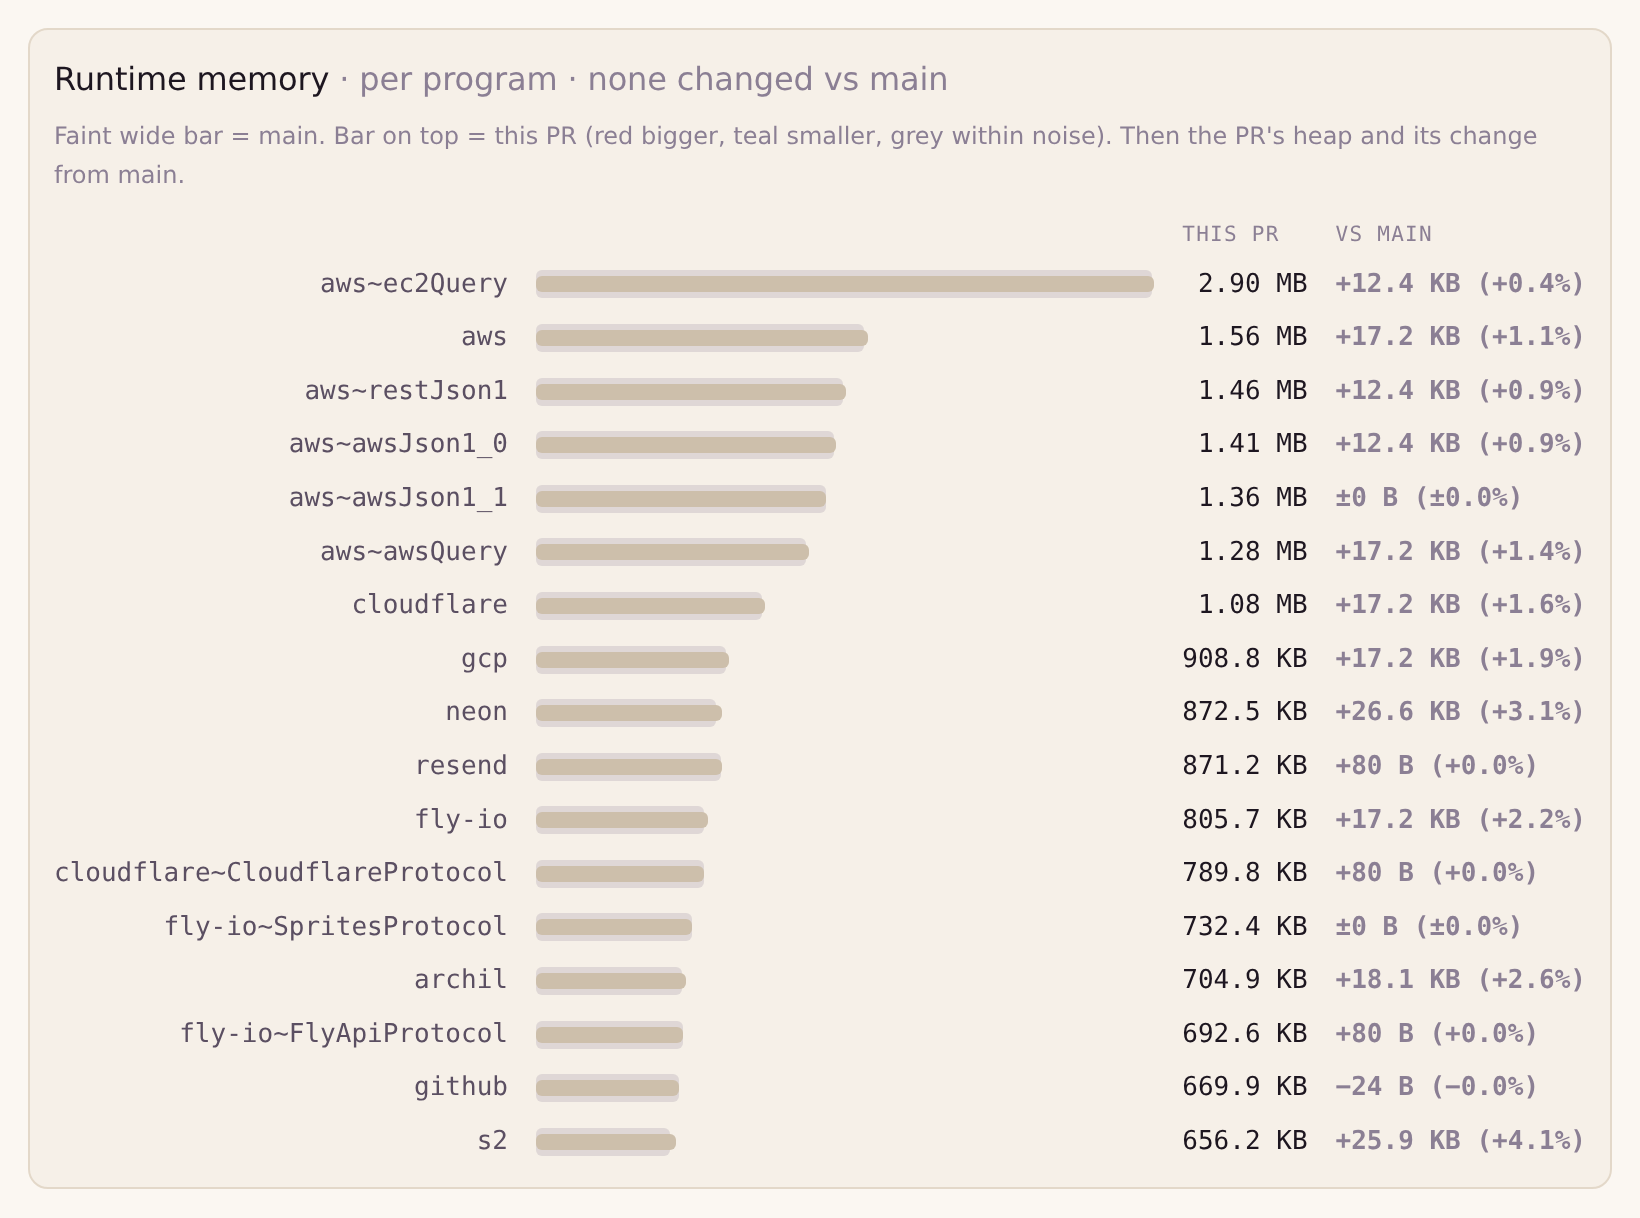 Runtime memory · per program · none changed vs main
Faint wide bar = main. Bar on top = this PR (red bigger, teal smaller, grey within noise). Then the PR's heap and its change
from main.
THIS PR VS MAIN
aws~ec2Query 2.90 MB +12.4 KB (+0.4%)
aws 1.56 MB +17.2 KB (+1.1%)
aws~restJson1 1.46 MB +12.4 KB (+0.9%)
aws~awsJson1_0 1.41 MB +12.4 KB (+0.9%)
aws~awsJson1_1 1.36 MB ±0 B (±0.0%)
aws~awsQuery 1.28 MB +17.2 KB (+1.4%)
cloudflare 1.08 MB +17.2 KB (+1.6%)
gcp 908.8 KB +17.2 KB (+1.9%)
neon 872.5 KB +26.6 KB (+3.1%)
resend 871.2 KB +80 B (+0.0%)
fly-io 805.7 KB +17.2 KB (+2.2%)
cloudflare~CloudflareProtocol 789.8 KB +80 B (+0.0%)
fly-io~SpritesProtocol 732.4 KB ±0 B (±0.0%)
archil 704.9 KB +18.1 KB (+2.6%)
fly-io~FlyApiProtocol 692.6 KB +80 B (+0.0%)
github 669.9 KB −24 B (−0.0%)
s2 656.2 KB +25.9 KB (+4.1%)